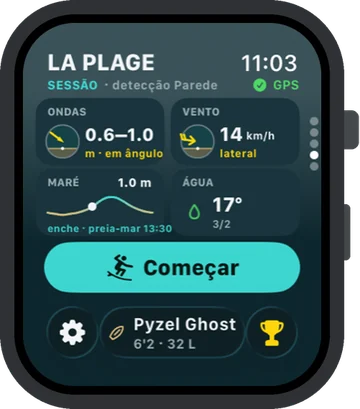 LA PLAGE 11:03
SESSÃO · detecção Parede GPS
ONDAS
0.6–1.0
m · em ângulo
VENTO
14 km/h
lateral
MARÉ 1.0 m
enche · preia-mar 13:30
ÁGUA
17°
3/2
Começar
Pyzel Ghost
6'2 · 32 L